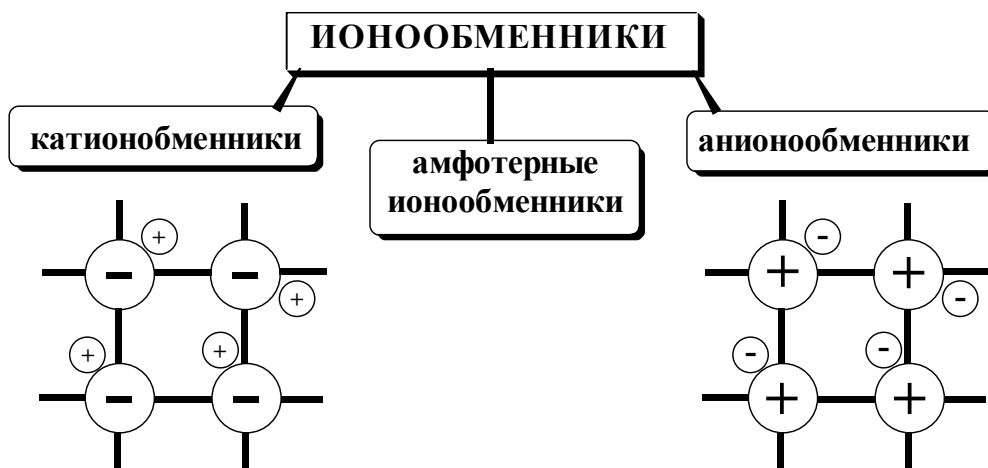 ИОНООБМЕННИКИ
катионобменники
амфотерные
ионообменники
анионообменники
+ -
- - + +
+ -
+ + - -
- - + +